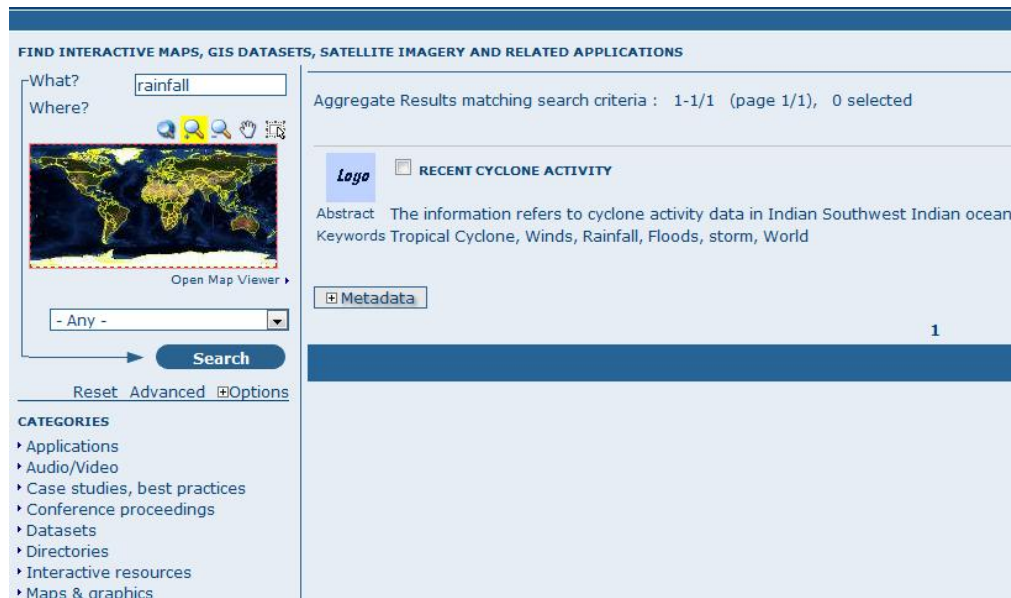 FIND INTERACTIVE MAPS, GIS DATASETS, SATELLITE IMAGERY AND RELATED APPLICATIONS
What?
rainfall
Where?
Open Map Viewer
- Any -
Search
Reset Advanced Options
CATEGORIES
Applications
Audio/Video
Case studies, best practices
Conference proceedings
Datasets
Directories
Interactive resources
Maps & graphics
Aggregate Results matching search criteria : 1-1/1 (page 1/1), 0 selected
Logo
RECENT CYCLONE ACTIVITY
Abstract The information refers to cyclone activity data in Indian Southwest Indian ocean
Keywords Tropical Cyclone, Winds, Rainfall, Floods, storm, World
Metadata
1